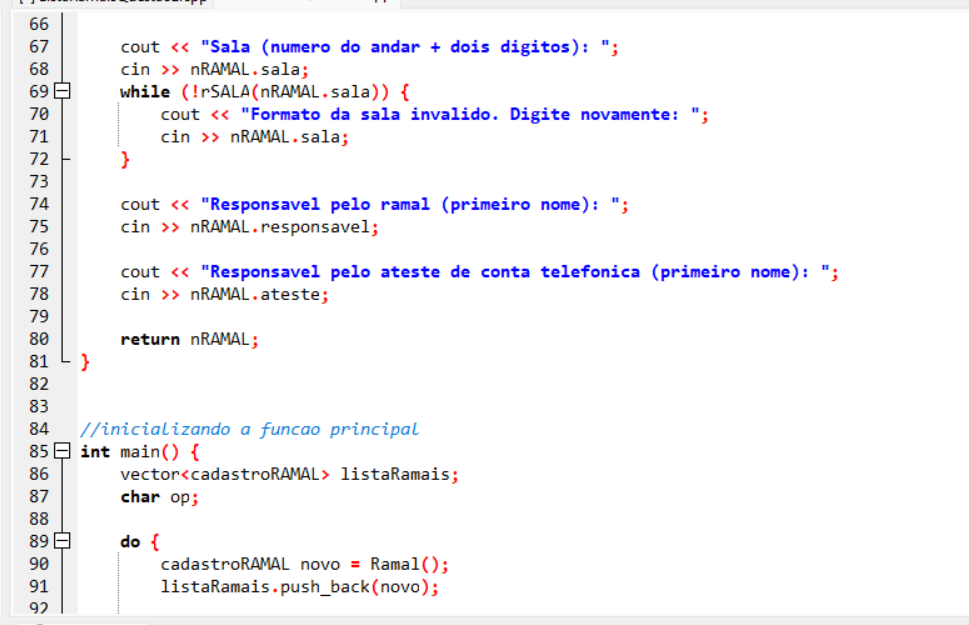 66
67 cout << "Sala (numero do andar + dois digitos): ";
68 cin >> nRAMAL.sala;
69 while (!rSALA(nRAMAL.sala)) {
70 cout << "Formato da sala invalido. Digite novamente: ";
71 cin >> nRAMAL.sala;
72 }
73
74 cout << "Responsavel pelo ramal (primeiro nome): ";
75 cin >> nRAMAL.responsavel;
76
77 cout << "Responsavel pelo ateste de conta telefonica (primeiro nome): ";
78 cin >> nRAMAL.ateste;
79
80 return nRAMAL;
81 }
82
83
84 //inicializando a funcao principal
85 int main() {
86 vector<cadastroRAMAL> listaRamais;
87 char op;
88
89 do {
90 cadastroRAMAL novo = Ramal();
91 listaRamais.push_back(novo);
92